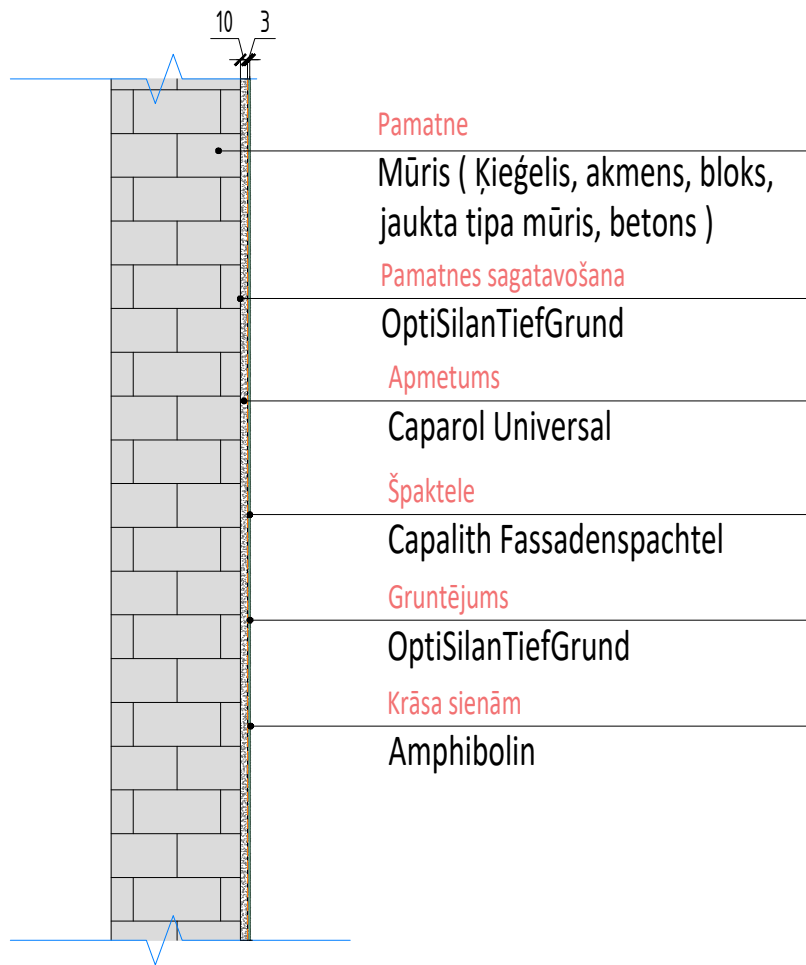 10 3
Pamatne
Mūris ( Ķieģelis, akmens, bloks,
jaukta tipa mūris, betons )
Pamatnes sagatavošana
OptiSilanTiefGrund
Apmetums
Caparol Universal
Špaktele
Capalith Fassadenspachtel
Gruntējums
OptiSilanTiefGrund
Krāsa sienām
Amphibolin